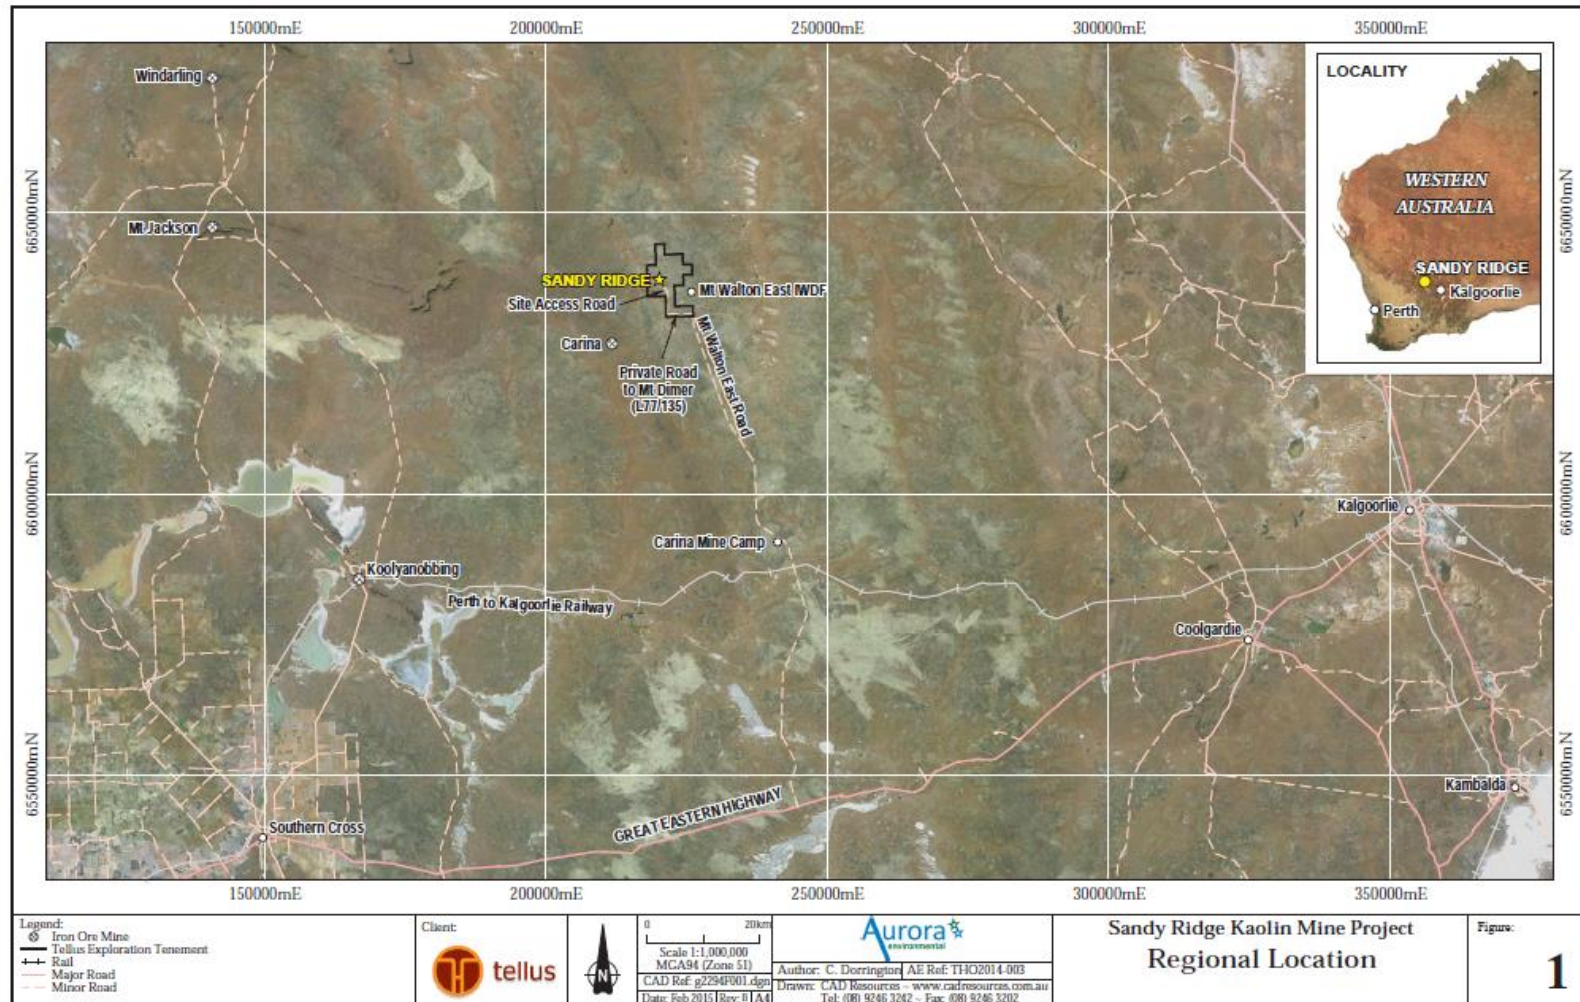 150000mE
200000mE
250000mE
300000mE
350000mE
Windarling
LOCALITY
WESTERN
AUSTRALIA
SANDY RIDGE
Kalgoorlie
Perth
6650000mN
6650000mN
Mt Jackson
SANDY RIDGE
Mt Walton East IWDF
Site Access Road
Carina
Mt Walton East Road
Private Road
to Mt Dimer
(L77/135)
6600000mN
6600000mN
Kalgoorlie
Carina Mine Camp
Koolyanobbing
Perth to Kalgoorlie Railway
Coolgardie
6550000mN
6550000mN
Kambalda
GREAT EASTERN HIGHWAY
Southern Cross
150000mE
200000mE
250000mE
300000mE
350000mE
Legend:
Iron Ore Mine
Tellus Exploration Tenement
Rail
Major Road
Minor Road
Client:
tellus
N
0 20km
Scale 1:1,000,000
MGA94 (Zone 51)
CAD Ref: g2294F001.dgn
Date: Feb 2015 Rev: B A4
Aurora
environmental
Author: C. Dorrington AE Ref: THO2014-003
Drawn: CAD Resources ~ www.cadresources.com.au
Tel: (08) 9246 3242 ~ Fax: (08) 9246 3202
Sandy Ridge Kaolin Mine Project
Regional Location
Figure:
1